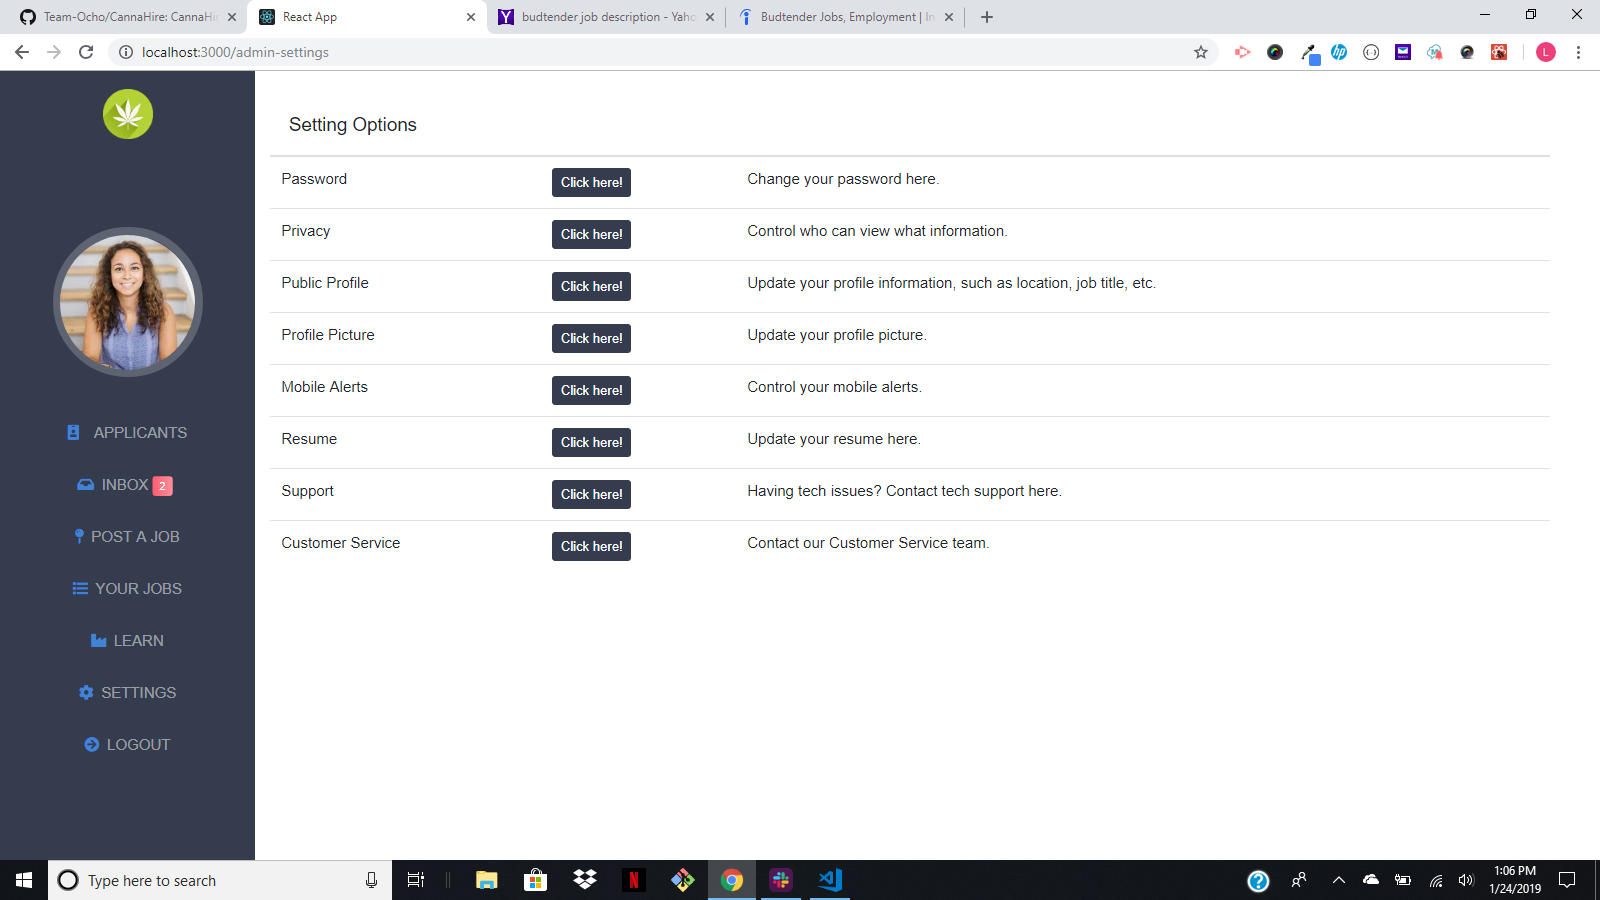 Team-Ocho/CannaHire: CannaHi
React App
budtender job description - Yaho
Budtender Jobs, Employment | In
localhost:3000/admin-settings
L
Setting Options
Password Click here! Change your password here.
Privacy Click here! Control who can view what information.
Public Profile Click here! Update your profile information, such as location, job title, etc.
Profile Picture Click here! Update your profile picture.
Mobile Alerts Click here! Control your mobile alerts.
Resume Click here! Update your resume here.
Support Click here! Having tech issues? Contact tech support here.
Customer Service Click here! Contact our Customer Service team.
APPLICANTS
INBOX 2
POST A JOB
YOUR JOBS
LEARN
SETTINGS
LOGOUT
Type here to search
1:06 PM
1/24/2019